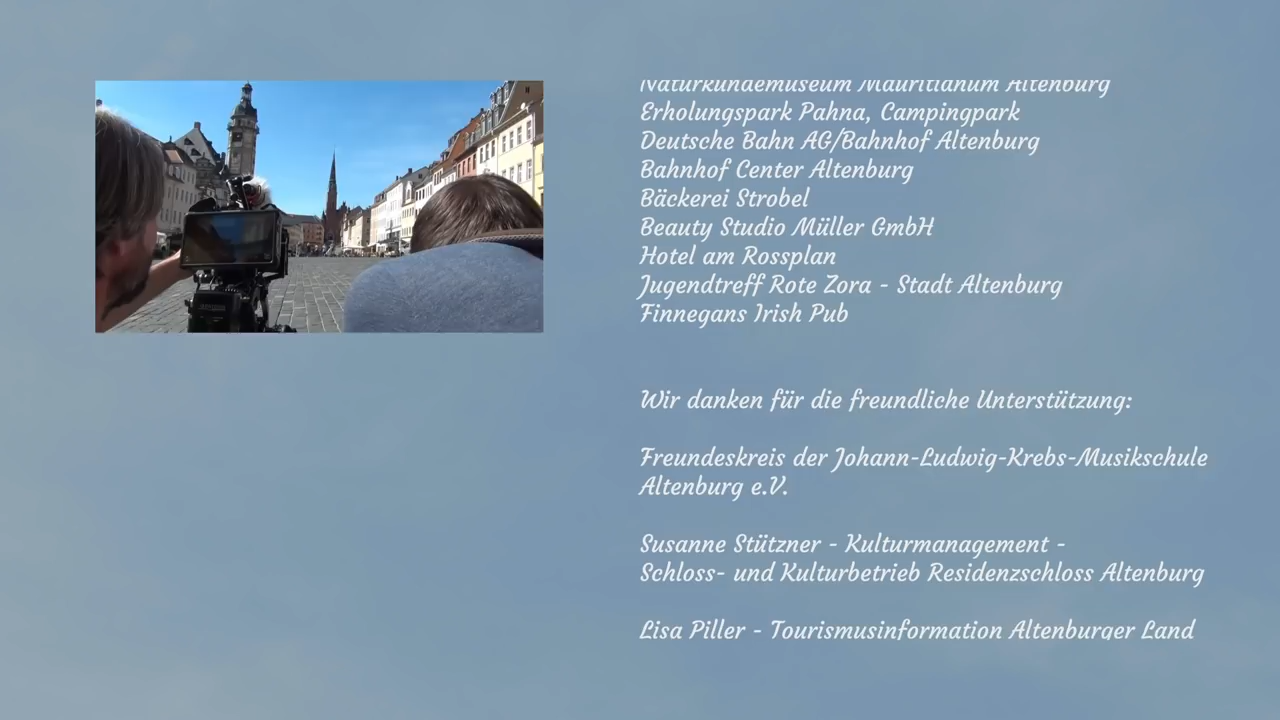 Naturkundemuseum Mauritianum Altenburg
Erholungspark Pahna, Campingpark
Deutsche Bahn AG/Bahnhof Altenburg
Bahnhof Center Altenburg
Bäckerei Strobel
Beauty Studio Müller GmbH
Hotel am Rossplan
Jugendtreff Rote Zora - Stadt Altenburg
Finnegans Irish Pub
Wir danken für die freundliche Unterstützung:
Freundeskreis der Johann-Ludwig-Krebs-Musikschule
Altenburg e.V.
Susanne Stützner - Kulturmanagement -
Schloss- und Kulturbetrieb Residenzschloss Altenburg
Lisa Piller - Tourismusinformation Altenburger Land